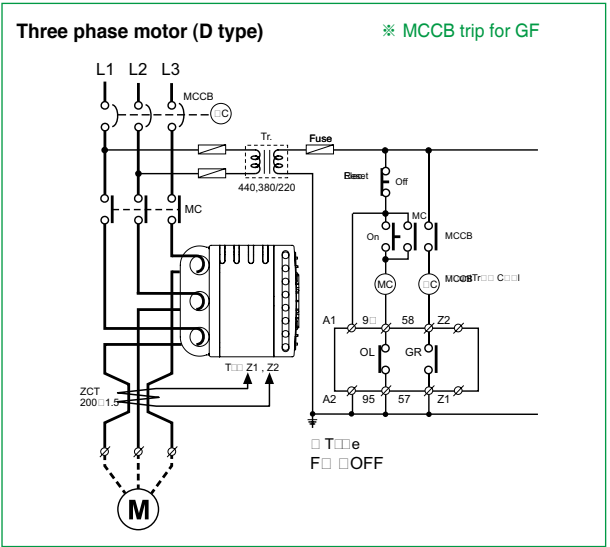 Three phase motor (D type)
※ MCCB trip for GF
L1 L2 L3
MCCB
Tr.
Fuse
440,380/220
Off
MC
On
MC
MCCB
MC
A1
58
Z2
OL
GR
A2
95
57
Z1
Z1 , Z2
ZCT
M